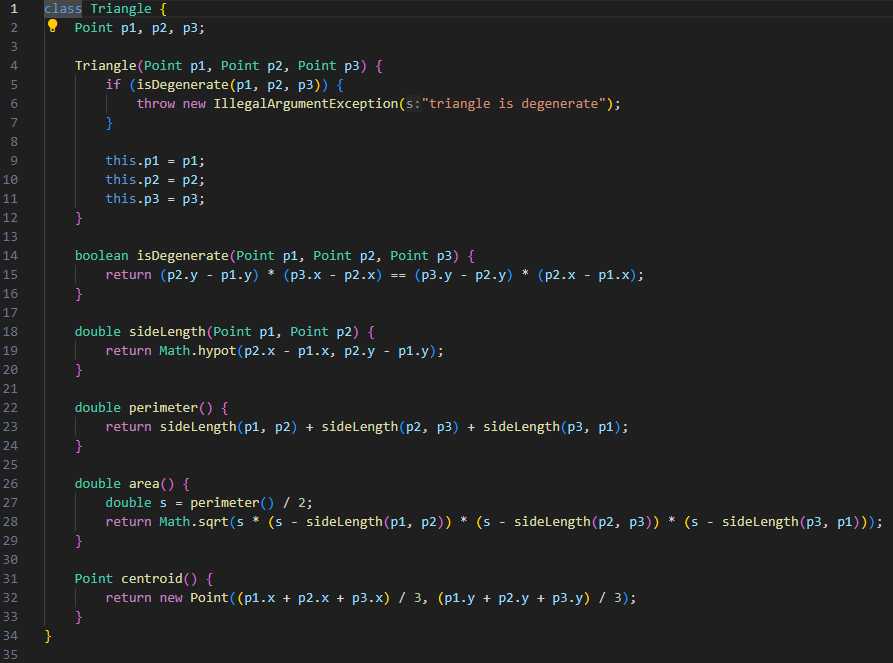 1 class Triangle {
2 Point p1, p2, p3;
3
4 Triangle(Point p1, Point p2, Point p3) {
5 if (isDegenerate(p1, p2, p3)) {
6 throw new IllegalArgumentException(s:"triangle is degenerate");
7 }
8
9 this.p1 = p1;
10 this.p2 = p2;
11 this.p3 = p3;
12 }
13
14 boolean isDegenerate(Point p1, Point p2, Point p3) {
15 return (p2.y - p1.y) * (p3.x - p2.x) == (p3.y - p2.y) * (p2.x - p1.x);
16 }
17
18 double sideLength(Point p1, Point p2) {
19 return Math.hypot(p2.x - p1.x, p2.y - p1.y);
20 }
21
22 double perimeter() {
23 return sideLength(p1, p2) + sideLength(p2, p3) + sideLength(p3, p1);
24 }
25
26 double area() {
27 double s = perimeter() / 2;
28 return Math.sqrt(s * (s - sideLength(p1, p2)) * (s - sideLength(p2, p3)) * (s - sideLength(p3, p1)));
29 }
30
31 Point centroid() {
32 return new Point((p1.x + p2.x + p3.x) / 3, (p1.y + p2.y + p3.y) / 3);
33 }
34 }
35